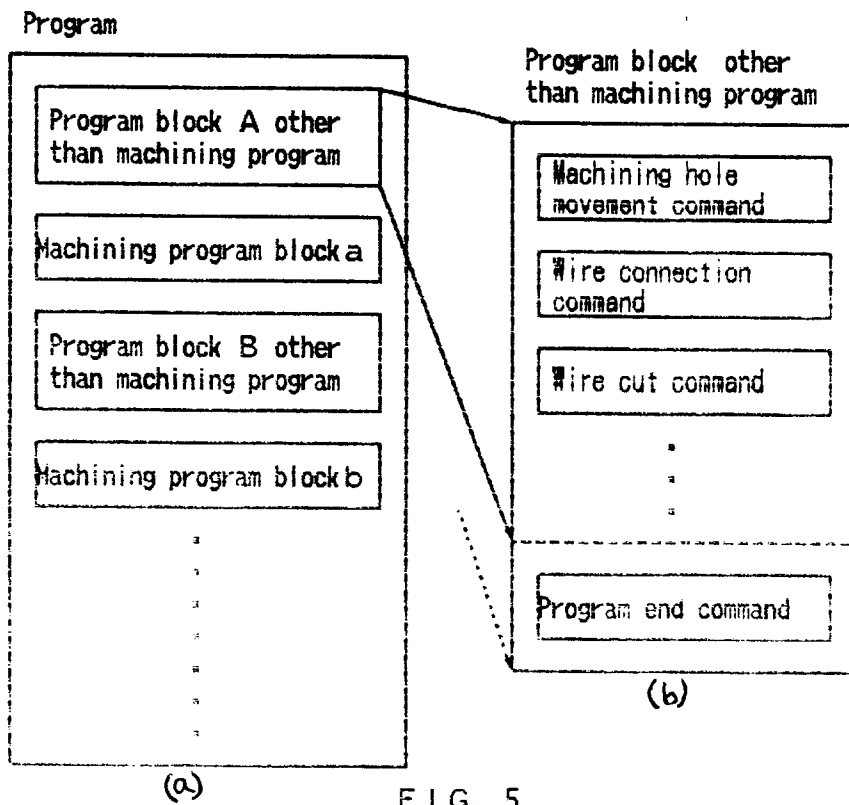 Program
Program block A other
than machining program
Machining program block a
Program block B other
than machining program
Machining program block b
(a)
Program block other
than machining program
Machining hole
movement command
Wire connection
command
Wire cut command
Program end command
(b)
FIG. 5